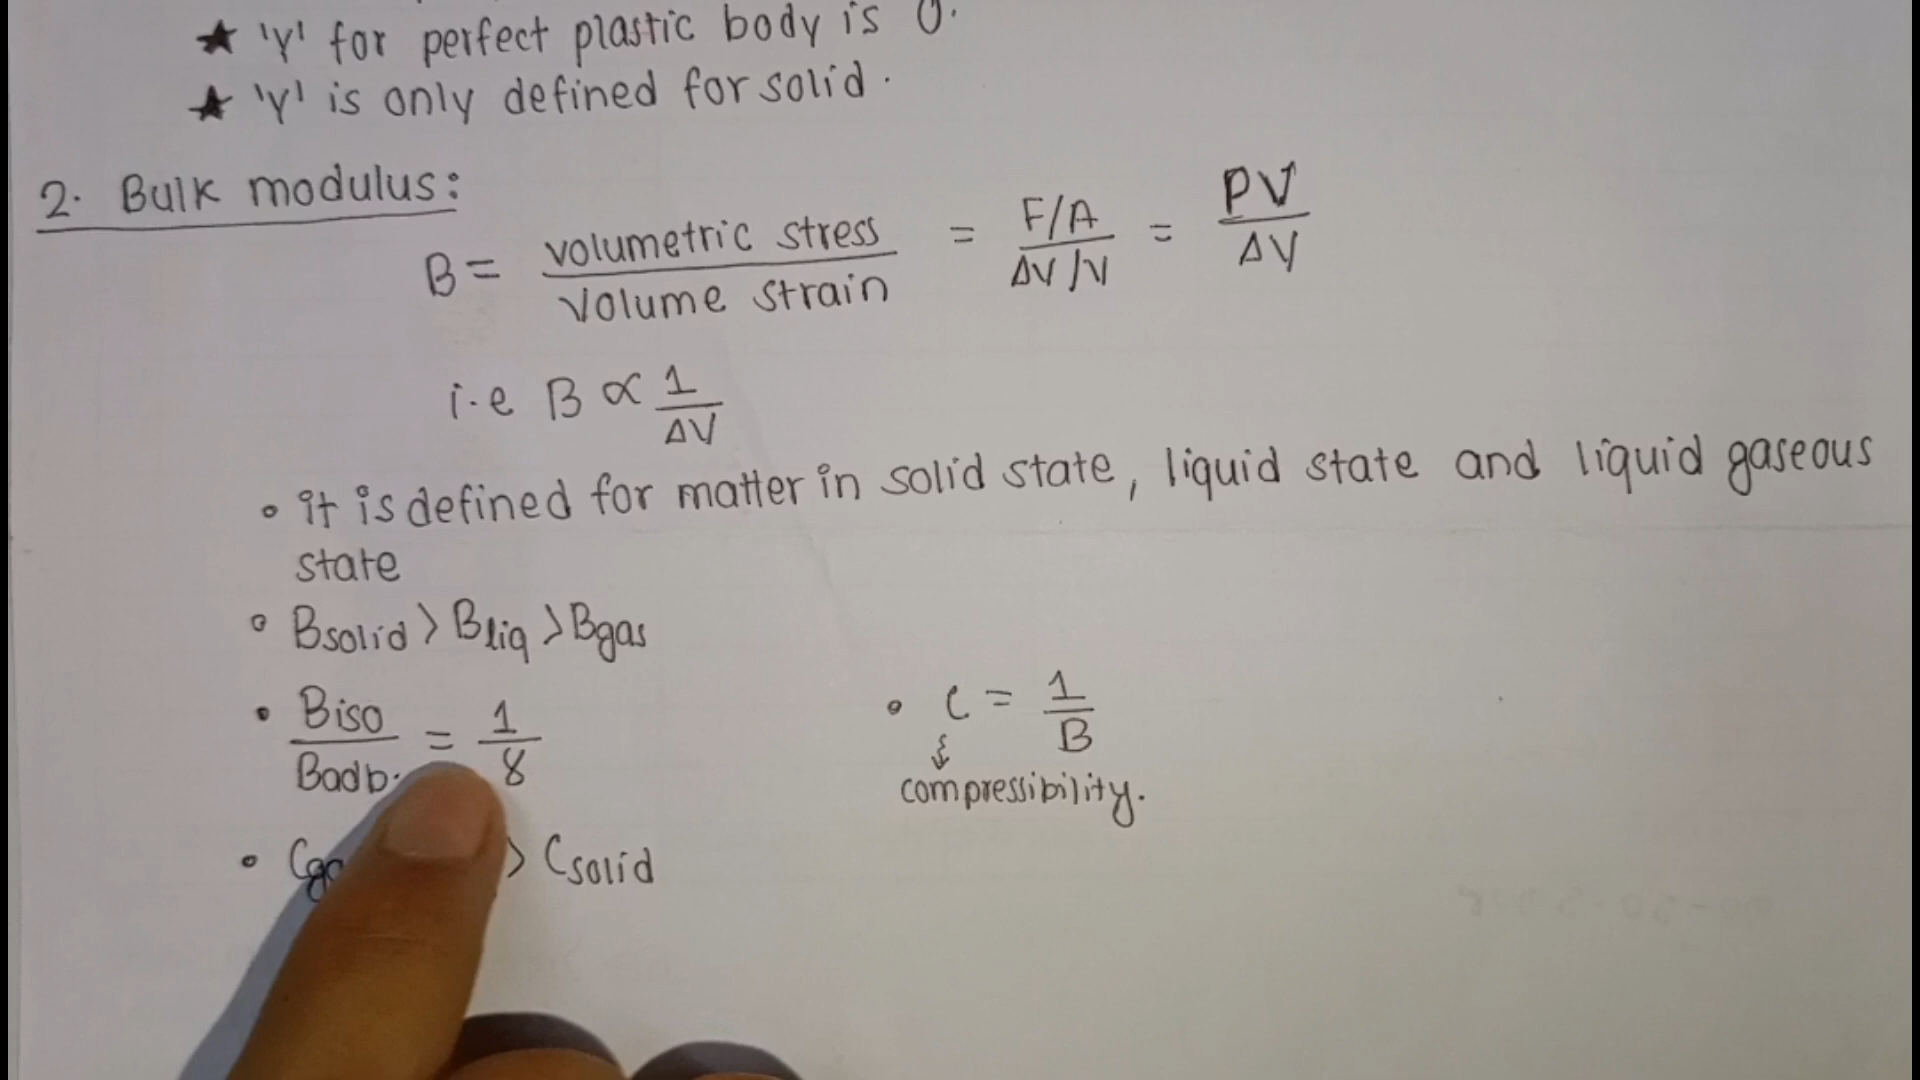 ★ 'Y' for perfect plastic body is 0.
★ 'Y' is only defined for solid.
2. Bulk modulus:
B = volumetric stress / Volume strain = F/A / ΔV/V = PV / ΔV
i.e B ∝ 1 / ΔV
• it is defined for matter in solid state, liquid state and liquid gaseous
state
• Bsolid > Bliq > Bgas
• Biso / Badb. = 1 / 8
• C = 1 / B
compressibility.
• > Csolid